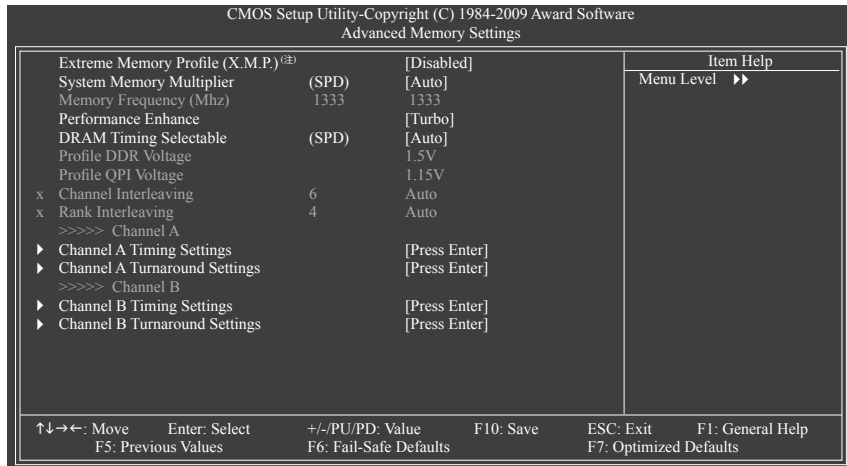 CMOS Setup Utility-Copyright (C) 1984-2009 Award Software
Advanced Memory Settings
Extreme Memory Profile (X.M.P.) (注) [Disabled]
System Memory Multiplier (SPD) [Auto]
Memory Frequency (Mhz) 1333 1333
Performance Enhance [Turbo]
DRAM Timing Selectable (SPD) [Auto]
Profile DDR Voltage 1.5V
Profile QPI Voltage 1.15V
x Channel Interleaving 6 Auto
x Rank Interleaving 4 Auto
>>>>> Channel A
Channel A Timing Settings [Press Enter]
Channel A Turnaround Settings [Press Enter]
>>>>> Channel B
Channel B Timing Settings [Press Enter]
Channel B Turnaround Settings [Press Enter]
Item Help
Menu Level
↑↓→←: Move Enter: Select +/-/PU/PD: Value F10: Save ESC: Exit F1: General Help
F5: Previous Values F6: Fail-Safe Defaults F7: Optimized Defaults